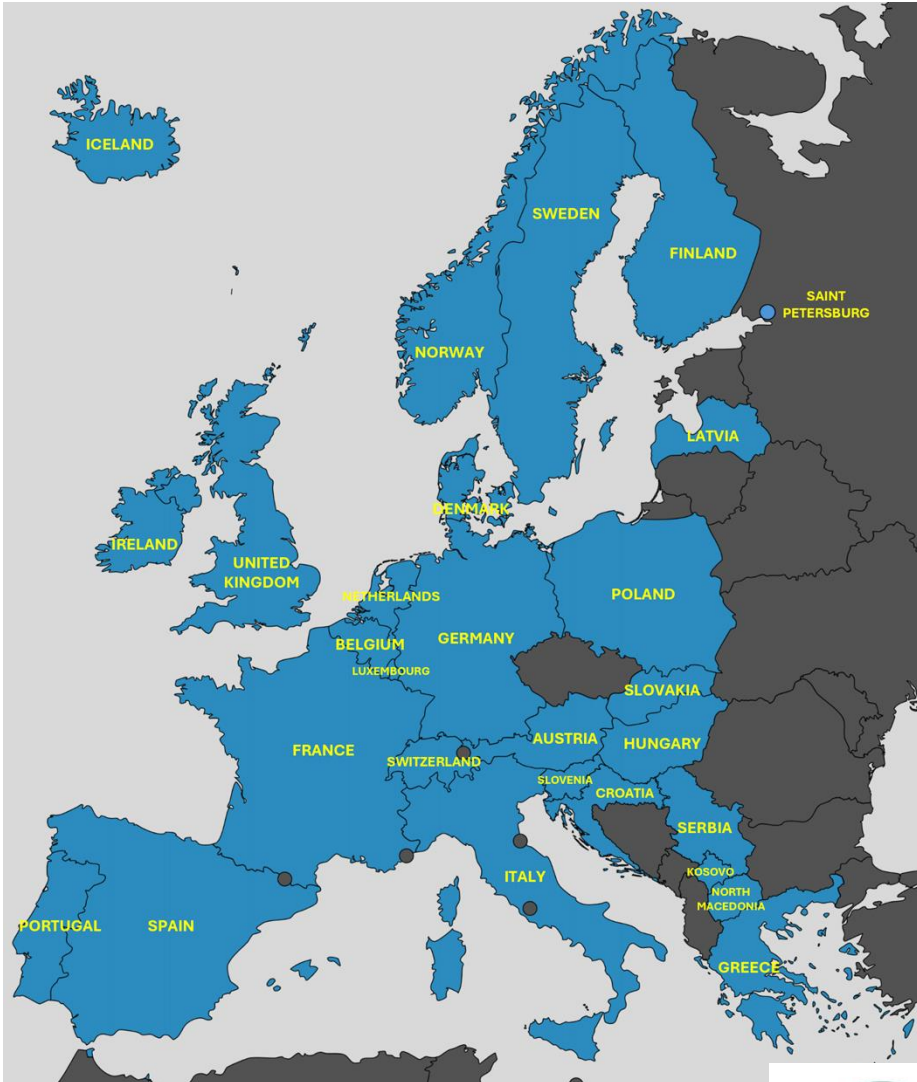 ICELAND
SWEDEN
FINLAND
SAINT
PETERSBURG
NORWAY
LATVIA
DENMARK
IRELAND
UNITED
KINGDOM
NETHERLANDS
POLAND
BELGIUM
GERMANY
LUXEMBOURG
SLOVAKIA
FRANCE
AUSTRIA
HUNGARY
SWITZERLAND
SLOVENIA
CROATIA
SERBIA
KOSOVO
ITALY
NORTH
MACEDONIA
PORTUGAL
SPAIN
GREECE